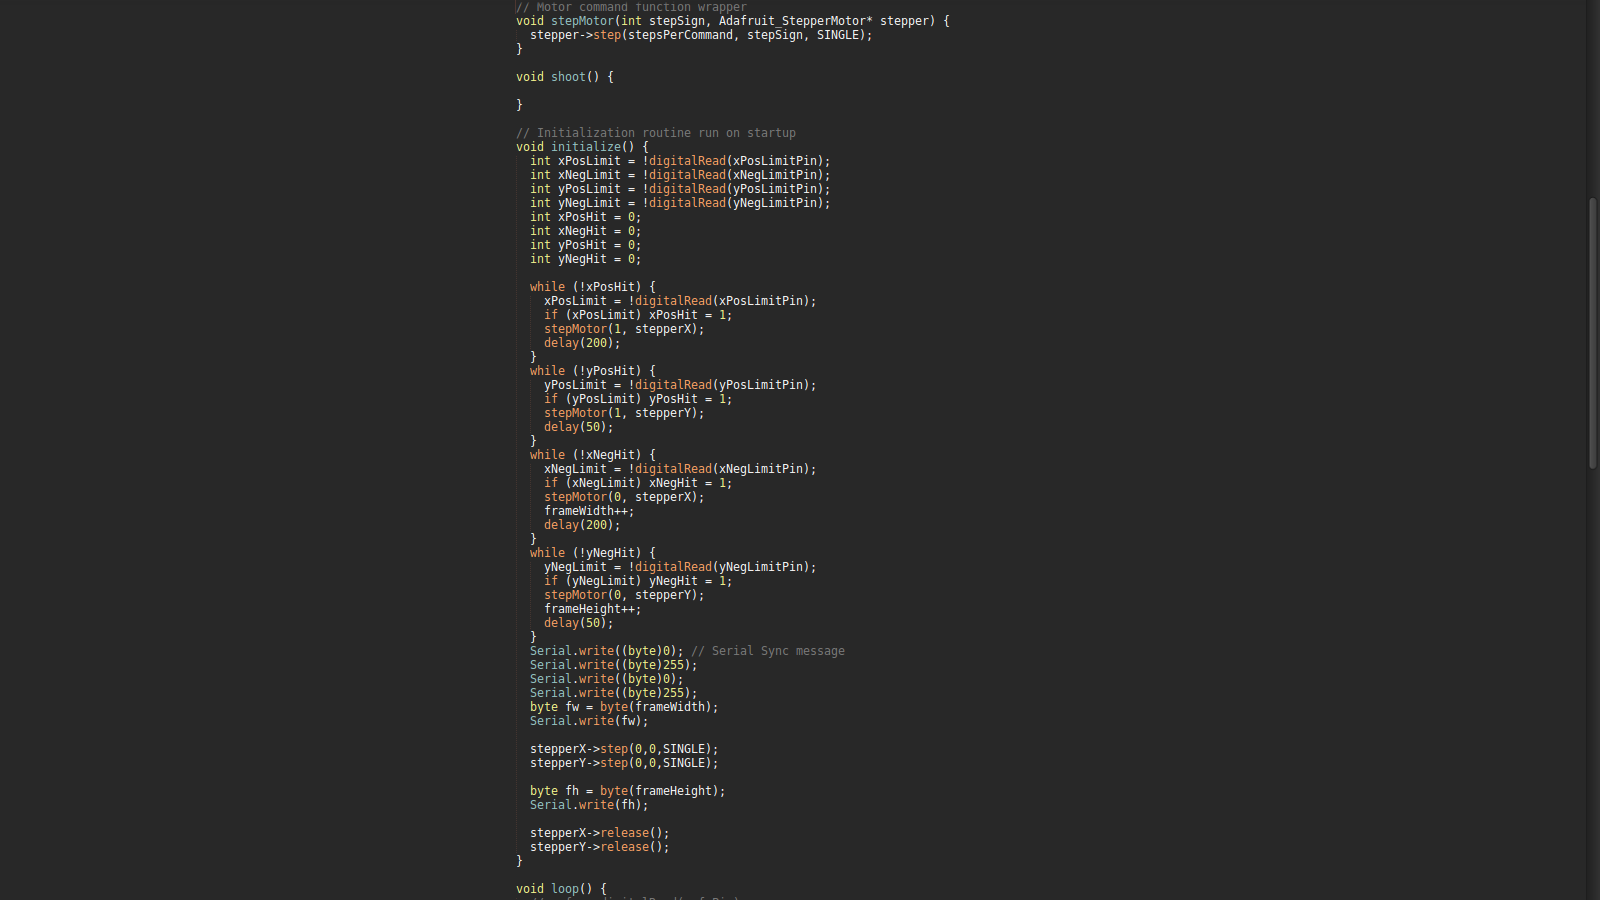 // Motor command function wrapper
void stepMotor(int stepSign, Adafruit_StepperMotor* stepper) {
  stepper->step(stepsPerCommand, stepSign, SINGLE);
}

void shoot() {

}

// Initialization routine run on startup
void initialize() {
  int xPosLimit = !digitalRead(xPosLimitPin);
  int xNegLimit = !digitalRead(xNegLimitPin);
  int yPosLimit = !digitalRead(yPosLimitPin);
  int yNegLimit = !digitalRead(yNegLimitPin);
  int xPosHit = 0;
  int xNegHit = 0;
  int yPosHit = 0;
  int yNegHit = 0;

  while (!xPosHit) {
    xPosLimit = !digitalRead(xPosLimitPin);
    if (xPosLimit) xPosHit = 1;
    stepMotor(1, stepperX);
    delay(200);
  }
  while (!yPosHit) {
    yPosLimit = !digitalRead(yPosLimitPin);
    if (yPosLimit) yPosHit = 1;
    stepMotor(1, stepperY);
    delay(50);
  }
  while (!xNegHit) {
    xNegLimit = !digitalRead(xNegLimitPin);
    if (xNegLimit) xNegHit = 1;
    stepMotor(0, stepperX);
    frameWidth++;
    delay(200);
  }
  while (!yNegHit) {
    yNegLimit = !digitalRead(yNegLimitPin);
    if (yNegLimit) yNegHit = 1;
    stepMotor(0, stepperY);
    frameHeight++;
    delay(50);
  }
  Serial.write((byte)0); // Serial Sync message
  Serial.write((byte)255);
  Serial.write((byte)0);
  Serial.write((byte)255);
  byte fw = byte(frameWidth);
  Serial.write(fw);

  stepperX->step(0,0,SINGLE);
  stepperY->step(0,0,SINGLE);

  byte fh = byte(frameHeight);
  Serial.write(fh);

  stepperX->release();
  stepperY->release();
}

void loop() {